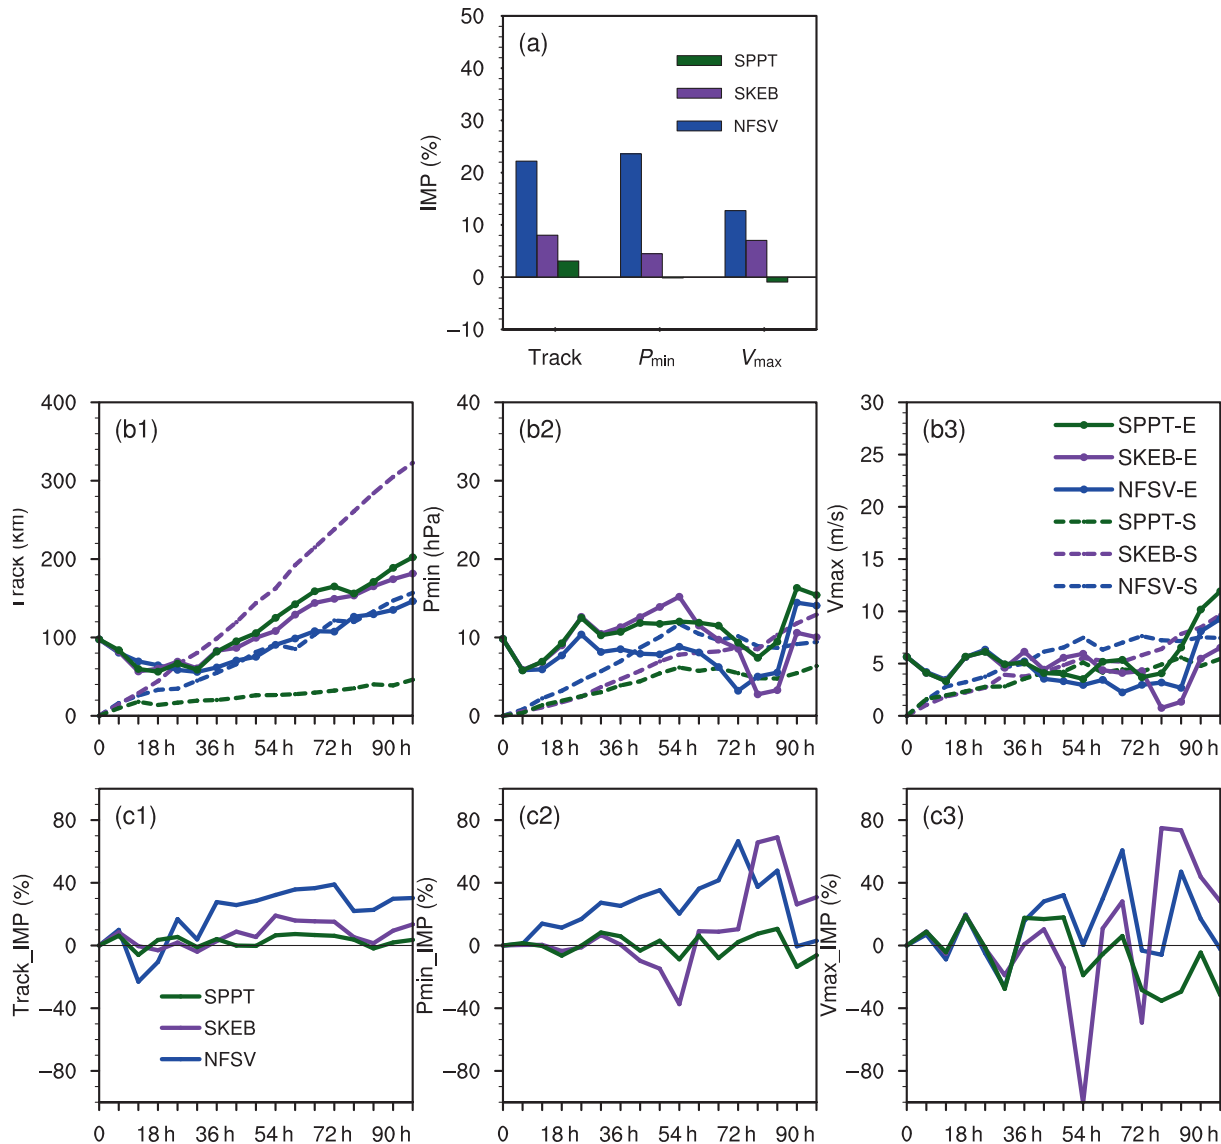 (a)
50
40
30
20
10
0
−10
IMP (%)
SPPT
SKEB
NFSV
Track
Pmin
Vmax
(b1)
400
300
200
100
0
Track (km)
0 18 h 36 h 54 h 72 h 90 h
(b2)
40
30
20
10
0
Pmin (hPa)
0 18 h 36 h 54 h 72 h 90 h
(b3)
30
25
20
15
10
5
0
Vmax (m/s)
SPPT-E
SKEB-E
NFSV-E
SPPT-S
SKEB-S
NFSV-S
0 18 h 36 h 54 h 72 h 90 h
(c1)
80
40
0
−40
−80
Track_IMP (%)
SPPT
SKEB
NFSV
0 18 h 36 h 54 h 72 h 90 h
(c2)
80
40
0
−40
−80
Pmin_IMP (%)
0 18 h 36 h 54 h 72 h 90 h
(c3)
80
40
0
−40
−80
Vmax_IMP (%)
0 18 h 36 h 54 h 72 h 90 h